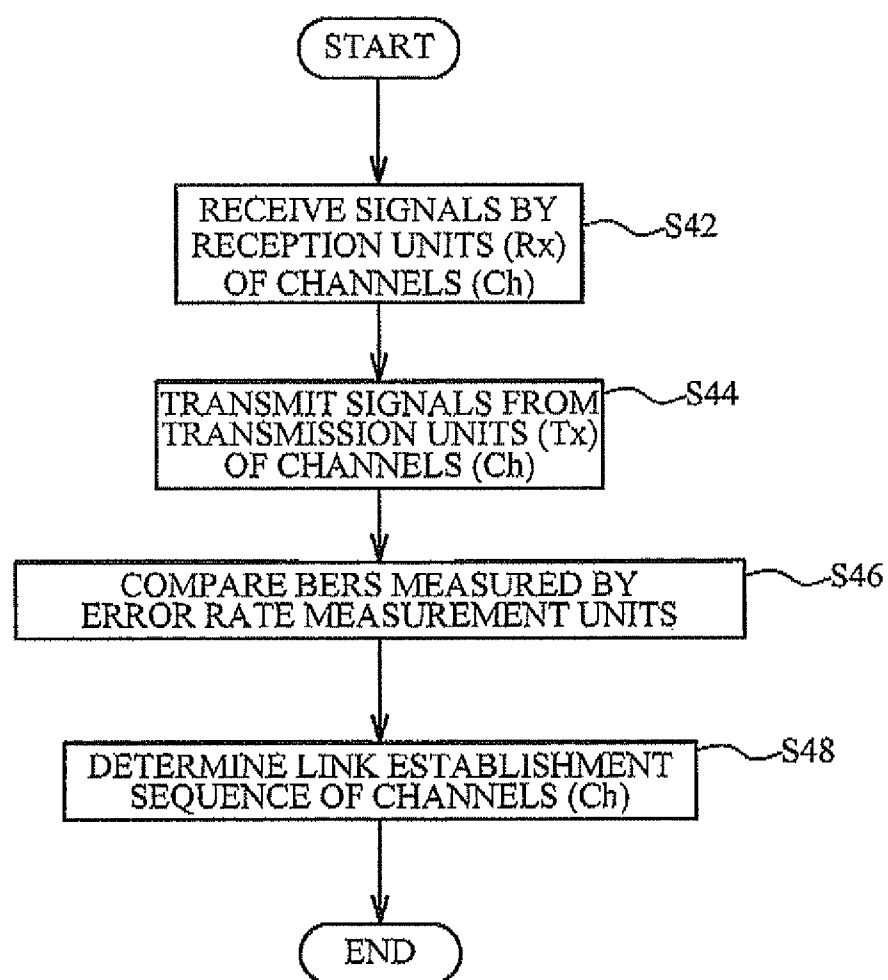 START
RECEIVE SIGNALS BY
RECEPTION UNITS (Rx)
OF CHANNELS (Ch)
S42
TRANSMIT SIGNALS FROM
TRANSMISSION UNITS (Tx)
OF CHANNELS (Ch)
S44
COMPARE BERS MEASURED BY
ERROR RATE MEASUREMENT UNITS
S46
DETERMINE LINK ESTABLISHMENT
SEQUENCE OF CHANNELS (Ch)
S48
END